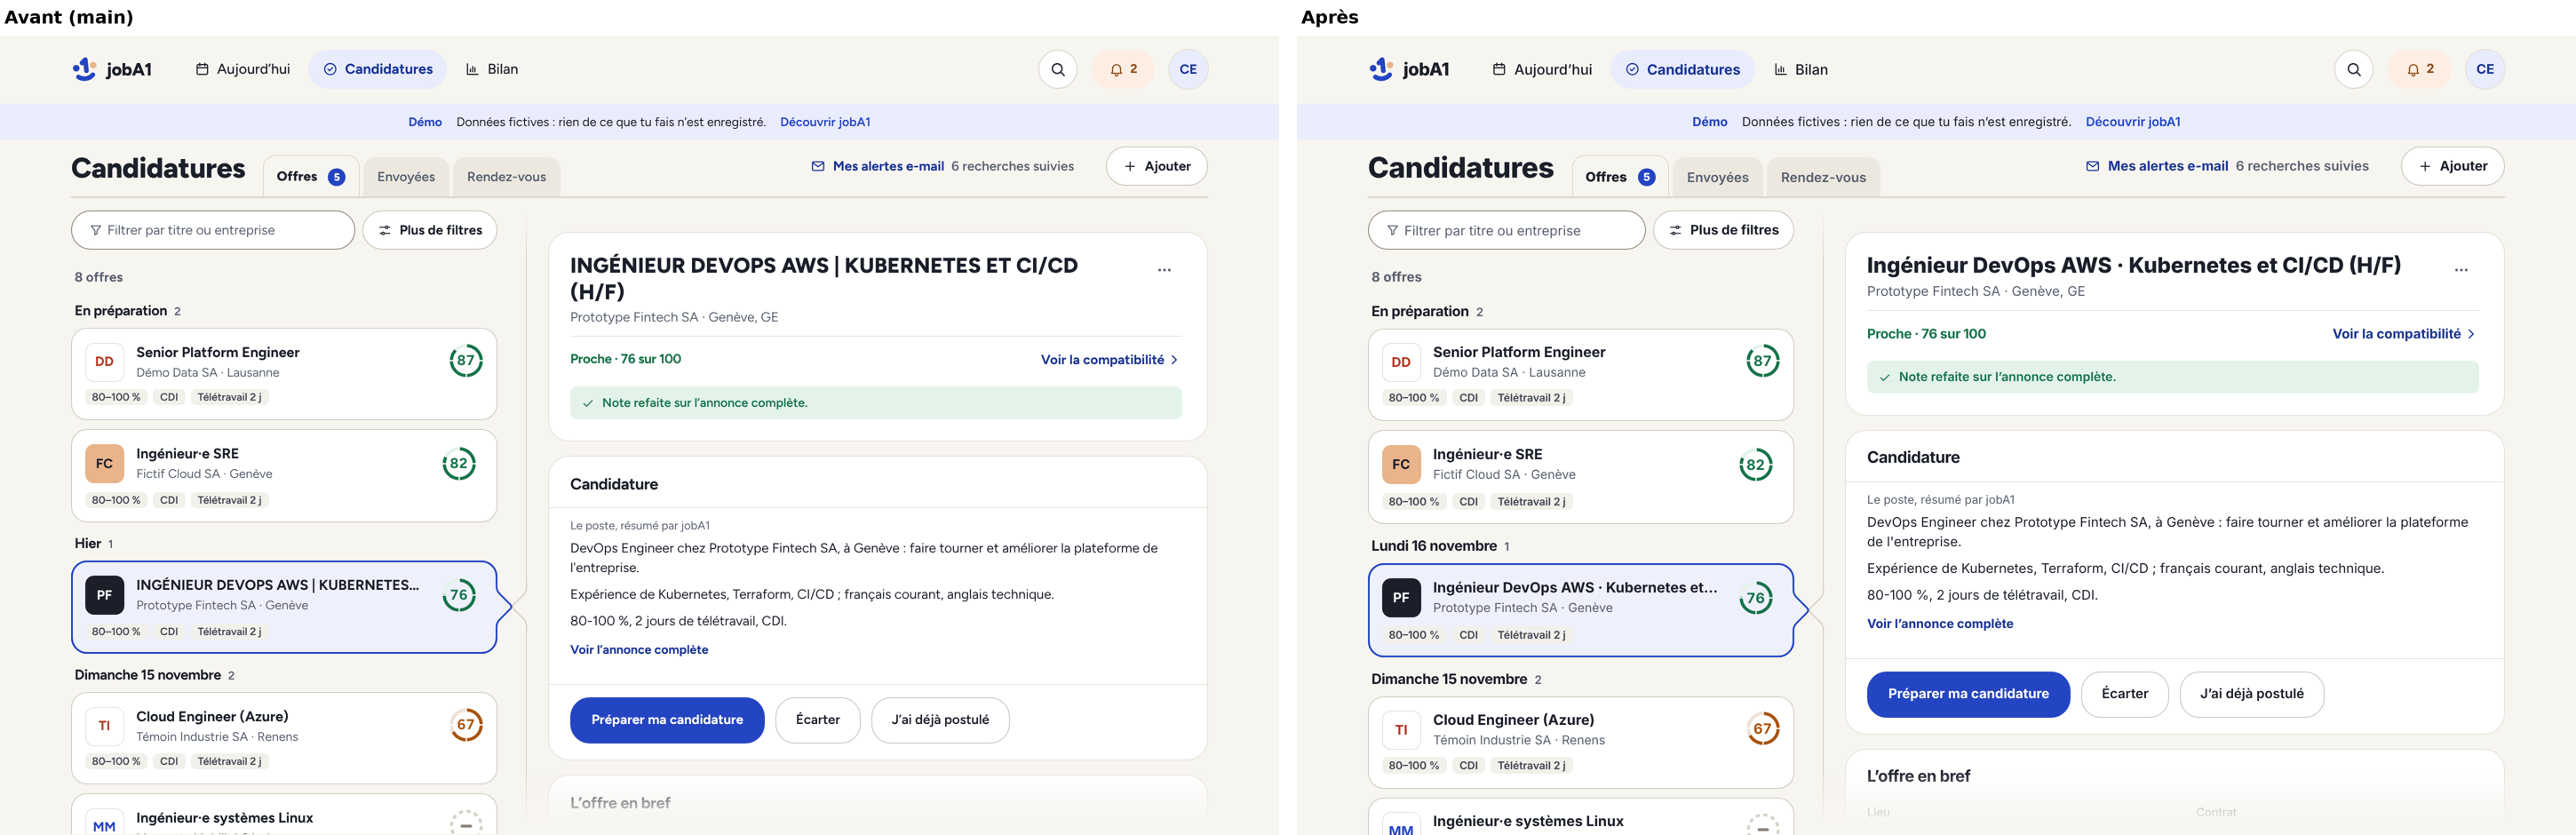 Avant (main)
jobA1
Aujourd'hui
Candidatures
Bilan
2
CE
Démo Données fictives : rien de ce que tu fais n'est enregistré. Découvrir jobA1
Candidatures
Offres 5
Envoyées
Rendez-vous
Mes alertes e-mail 6 recherches suivies
Ajouter
Filtrer par titre ou entreprise
Plus de filtres
8 offres
En préparation 2
DD
Senior Platform Engineer
Démo Data SA · Lausanne
87
80–100 % CDI Télétravail 2 j
FC
Ingénieur·e SRE
Fictif Cloud SA · Genève
82
80–100 % CDI Télétravail 2 j
Hier 1
PF
INGÉNIEUR DEVOPS AWS | KUBERNETES...
Prototype Fintech SA · Genève
76
80–100 % CDI Télétravail 2 j
Dimanche 15 novembre 2
TI
Cloud Engineer (Azure)
Témoin Industrie SA · Renens
67
80–100 % CDI Télétravail 2 j
MM
Ingénieur·e systèmes Linux
INGÉNIEUR DEVOPS AWS | KUBERNETES ET CI/CD
(H/F)
Prototype Fintech SA · Genève, GE
Proche · 76 sur 100
Voir la compatibilité
Note refaite sur l'annonce complète.
Candidature
Le poste, résumé par jobA1
DevOps Engineer chez Prototype Fintech SA, à Genève : faire tourner et améliorer la plateforme de
l'entreprise.
Expérience de Kubernetes, Terraform, CI/CD ; français courant, anglais technique.
80-100 %, 2 jours de télétravail, CDI.
Voir l'annonce complète
Préparer ma candidature
Écarter
J'ai déjà postulé
L'offre en bref
Après
jobA1
Aujourd'hui
Candidatures
Bilan
2
CE
Démo Données fictives : rien de ce que tu fais n'est enregistré. Découvrir jobA1
Candidatures
Offres 5
Envoyées
Rendez-vous
Mes alertes e-mail 6 recherches suivies
Ajouter
Filtrer par titre ou entreprise
Plus de filtres
8 offres
En préparation 2
DD
Senior Platform Engineer
Démo Data SA · Lausanne
87
80–100 % CDI Télétravail 2 j
FC
Ingénieur·e SRE
Fictif Cloud SA · Genève
82
80–100 % CDI Télétravail 2 j
Lundi 16 novembre 1
PF
Ingénieur DevOps AWS · Kubernetes et...
Prototype Fintech SA · Genève
76
80–100 % CDI Télétravail 2 j
Dimanche 15 novembre 2
TI
Cloud Engineer (Azure)
Témoin Industrie SA · Renens
67
80–100 % CDI Télétravail 2 j
MM
Ingénieur·e systèmes Linux
Ingénieur DevOps AWS · Kubernetes et CI/CD (H/F)
Prototype Fintech SA · Genève, GE
Proche · 76 sur 100
Voir la compatibilité
Note refaite sur l'annonce complète.
Candidature
Le poste, résumé par jobA1
DevOps Engineer chez Prototype Fintech SA, à Genève : faire tourner et améliorer la plateforme
de l'entreprise.
Expérience de Kubernetes, Terraform, CI/CD ; français courant, anglais technique.
80-100 %, 2 jours de télétravail, CDI.
Voir l'annonce complète
Préparer ma candidature
Écarter
J'ai déjà postulé
L'offre en bref
Lieu
Contrat